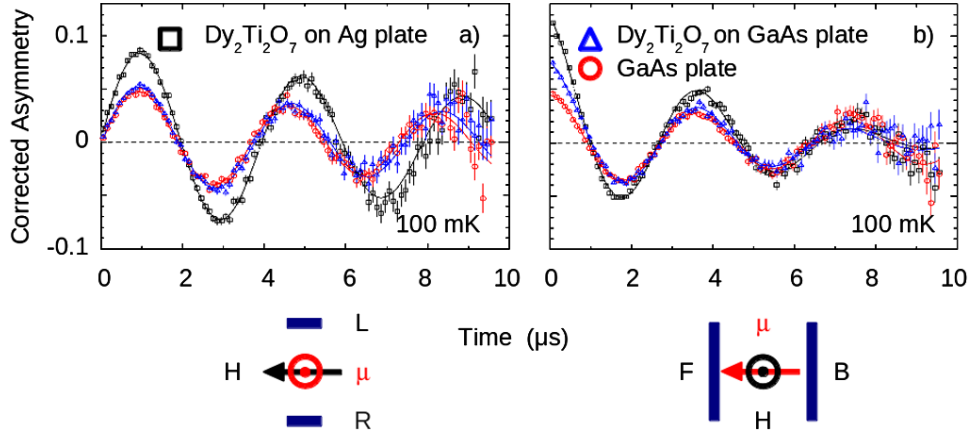 Dy₂Ti₂O₇ on Ag plate a)
Dy₂Ti₂O₇ on GaAs plate b)
GaAs plate
Corrected Asymmetry
0.1
0
-0.1
100 mK
100 mK
0 2 4 6 8 10
0 2 4 6 8 10
Time (μs)
L
H μ
R
μ
F B
H